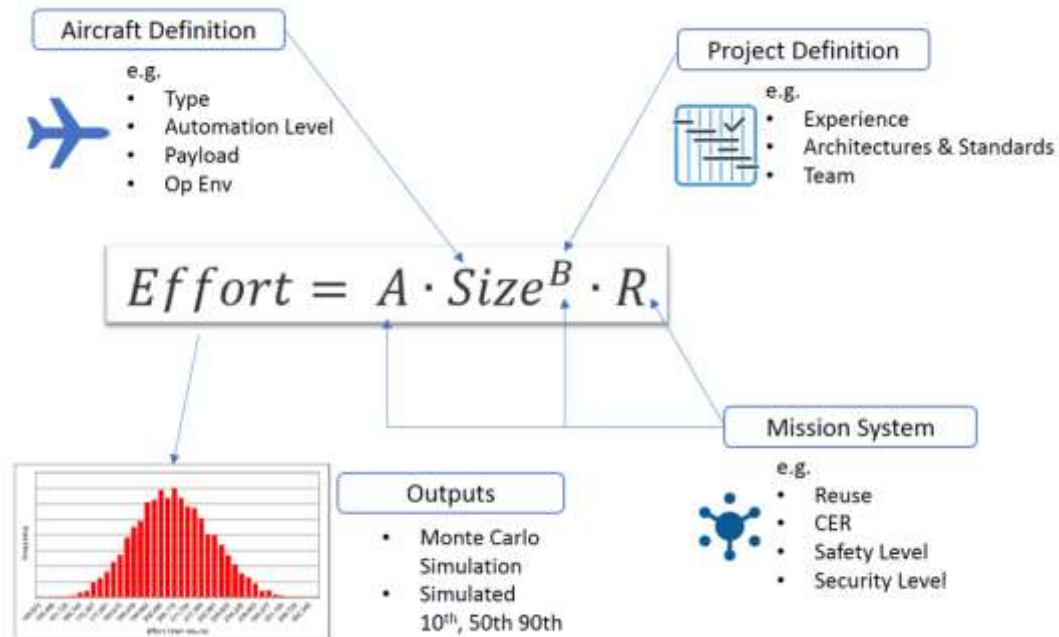 Aircraft Definition
e.g.
• Type
• Automation Level
• Payload
• Op Env
Project Definition
e.g.
• Experience
• Architectures & Standards
• Team
Effort = A · Size^B · R
Mission System
e.g.
• Reuse
• CER
• Safety Level
• Security Level
Outputs
• Monte Carlo
Simulation
• Simulated
10th, 50th 90th